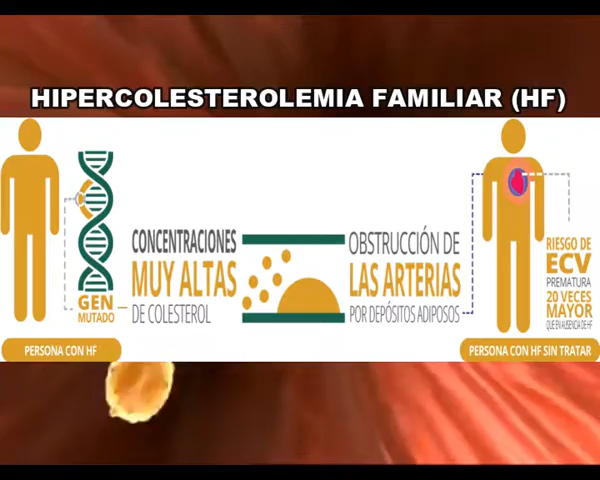 HIPERCOLESTEROLEMIA FAMILIAR (HF)
GEN
MUTADO
PERSONA CON HF
CONCENTRACIONES
MUY ALTAS
DE COLESTEROL
OBSTRUCCIÓN DE
LAS ARTERIAS
POR DEPÓSITOS ADIPOSOS
RIESGO DE
ECV
PREMATURA
20 VECES
MAYOR
QUE EN AUSENCIA DE HF
PERSONA CON HF SIN TRATAR